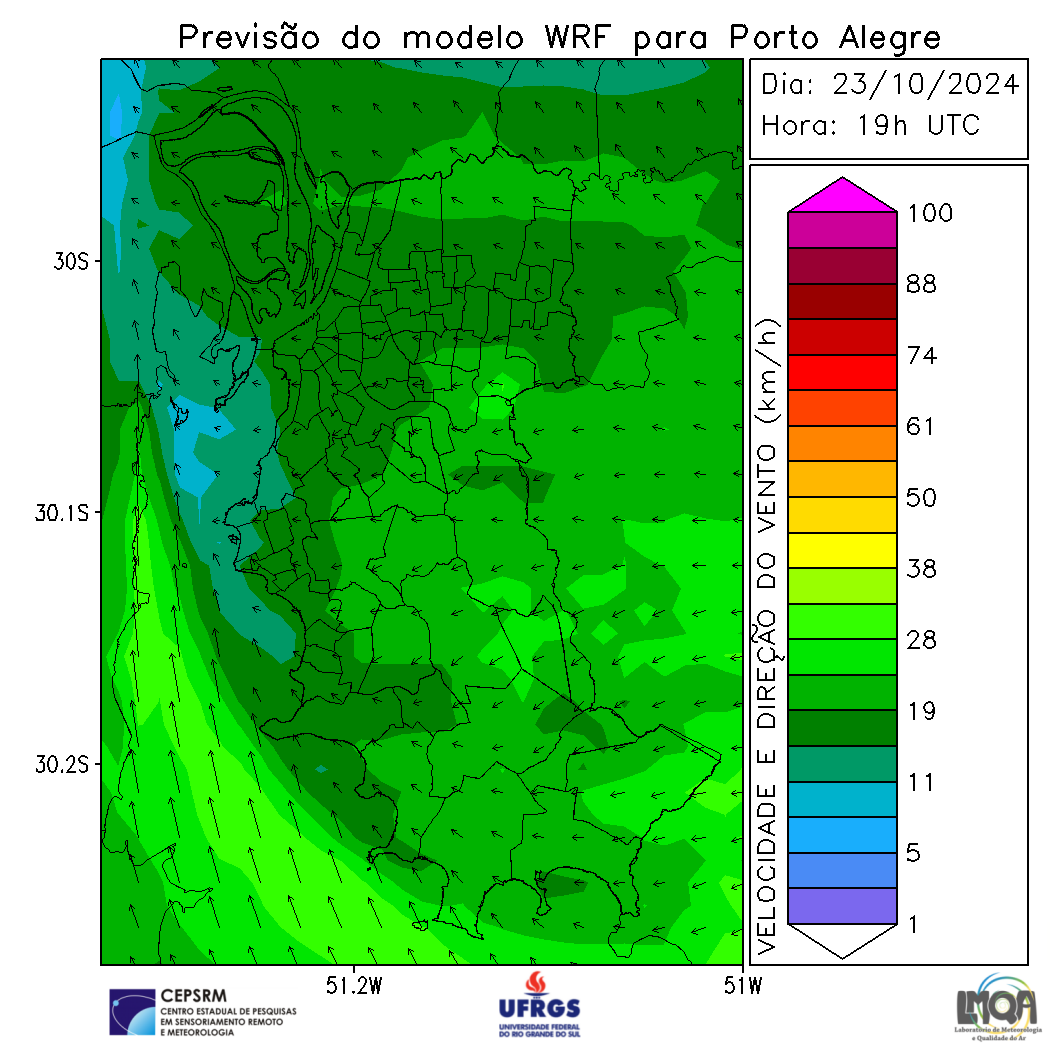 Previsão do modelo WRF para Porto Alegre
Dia: 23/10/2024
Hora: 19h UTC
30S
30.1S
30.2S
51.2W
51W
VELOCIDADE E DIREÇÃO DO VENTO (km/h)
100
88
74
61
50
38
28
19
11
5
1
CEPSRM
CENTRO ESTADUAL DE PESQUISAS
EM SENSORIAMENTO REMOTO
E METEOROLOGIA
UFRGS
UNIVERSIDADE FEDERAL
DO RIO GRANDE DO SUL
LMQA
Laboratório de Meteorologia
e Qualidade do Ar